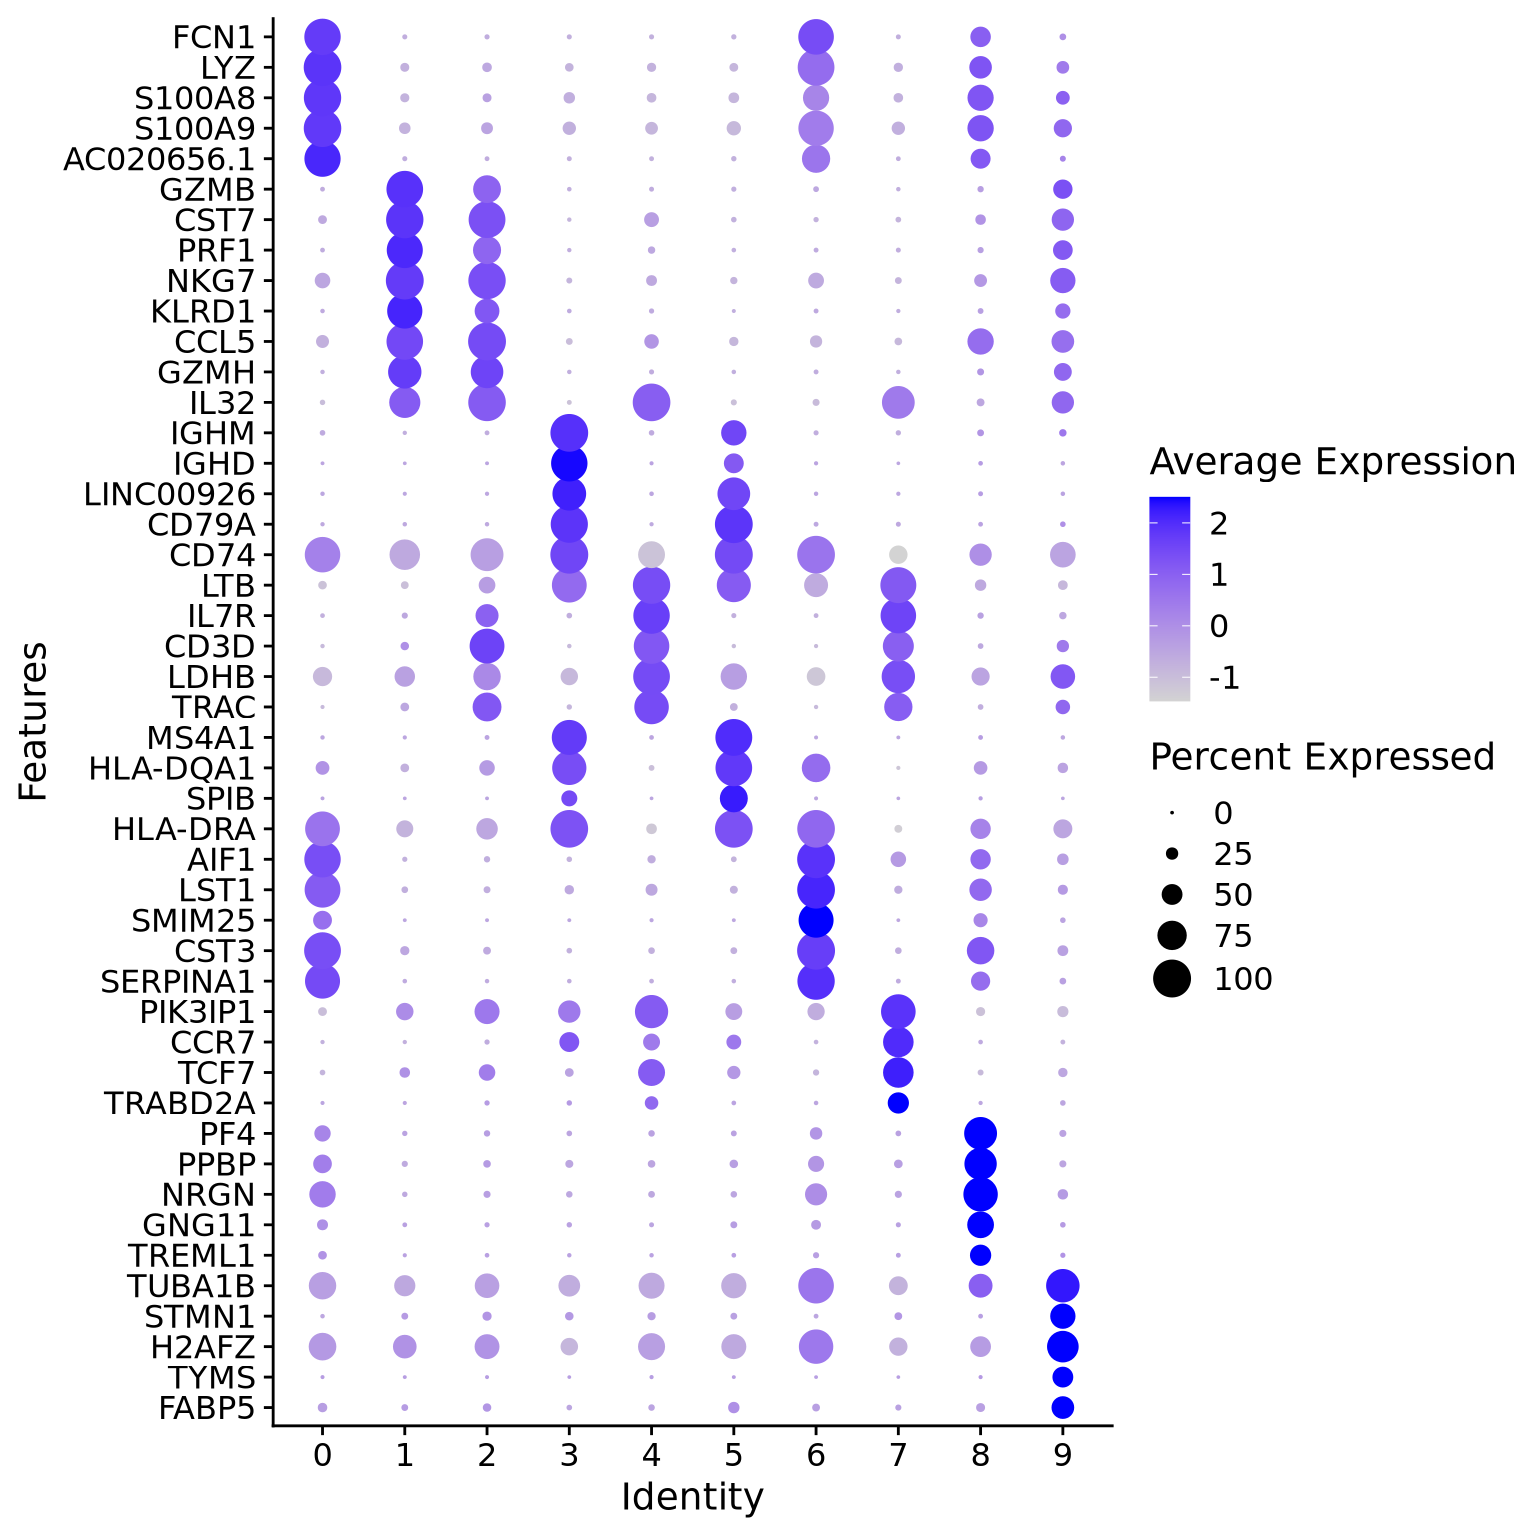 FCN1
LYZ
S100A8
S100A9
AC020656.1
GZMB
CST7
PRF1
NKG7
KLRD1
CCL5
GZMH
IL32
IGHM
IGHD
LINC00926
CD79A
CD74
LTB
IL7R
CD3D
LDHB
TRAC
MS4A1
HLA-DQA1
SPIB
HLA-DRA
AIF1
LST1
SMIM25
CST3
SERPINA1
PIK3IP1
CCR7
TCF7
TRABD2A
PF4
PPBP
NRGN
GNG11
TREML1
TUBA1B
STMN1
H2AFZ
TYMS
FABP5
Features
0 1 2 3 4 5 6 7 8 9
Identity
Average Expression
2
1
0
-1
Percent Expressed
0
25
50
75
100